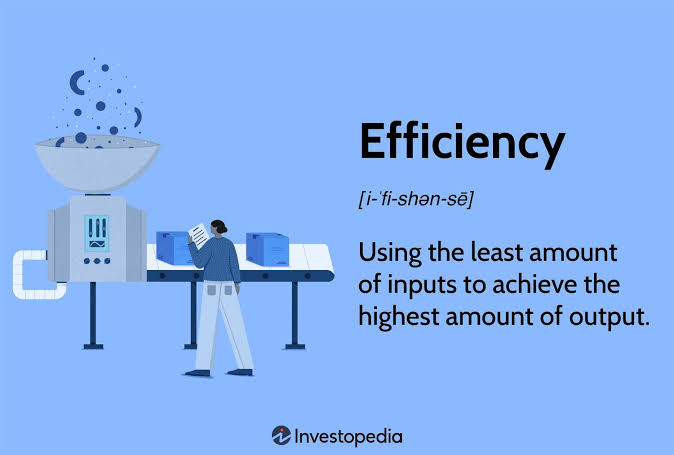 Efficiency
[i-ˈfi-shən-sē]
Using the least amount
of inputs to achieve the
highest amount of output.
Investopedia